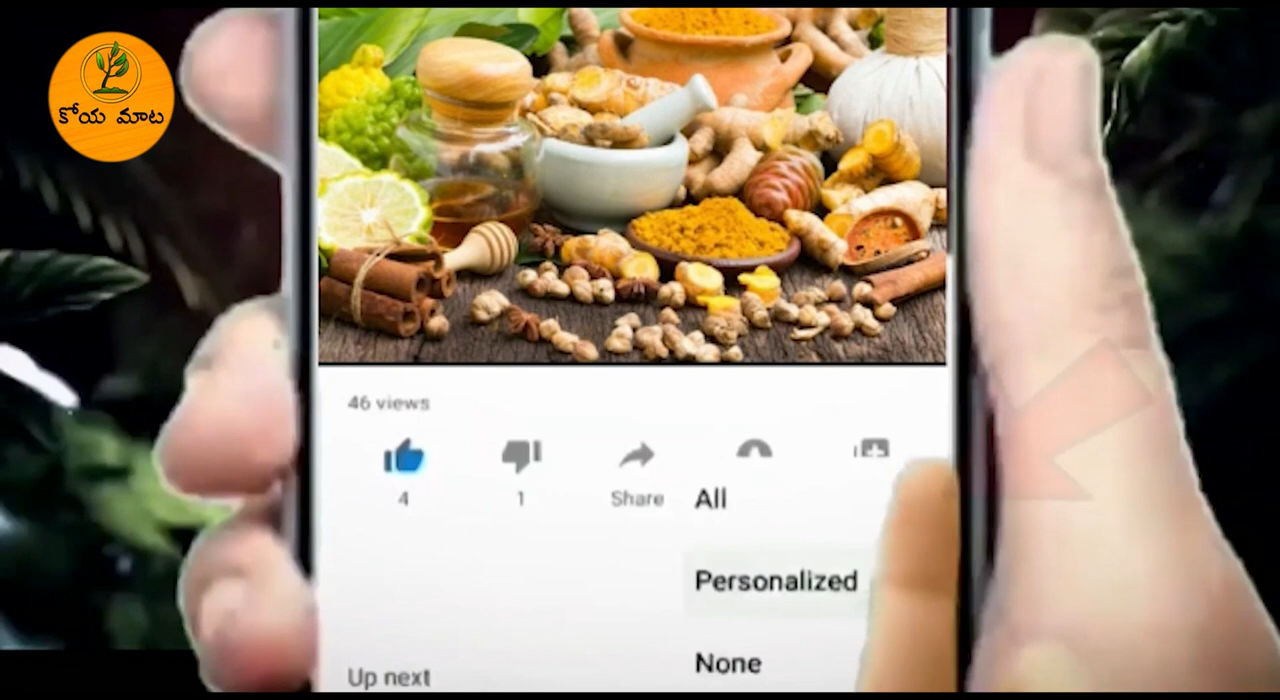 కోయ మాట
46 views
4
1
Share
All
Personalized
None
Up next